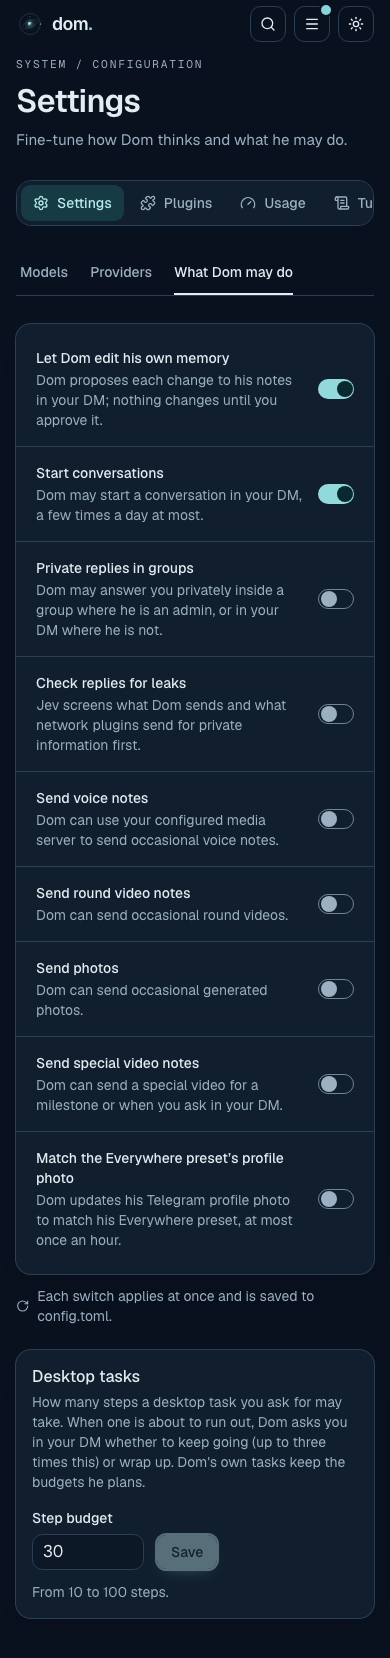 dom.
SYSTEM / CONFIGURATION
Settings
Fine-tune how Dom thinks and what he may do.
Settings
Plugins
Usage
Tu
Models
Providers
What Dom may do
Let Dom edit his own memory
Dom proposes each change to his notes
in your DM; nothing changes until you
approve it.
Start conversations
Dom may start a conversation in your DM,
a few times a day at most.
Private replies in groups
Dom may answer you privately inside a
group where he is an admin, or in your
DM where he is not.
Check replies for leaks
Jev screens what Dom sends and what
network plugins send for private
information first.
Send voice notes
Dom can use your configured media
server to send occasional voice notes.
Send round video notes
Dom can send occasional round videos.
Send photos
Dom can send occasional generated
photos.
Send special video notes
Dom can send a special video for a
milestone or when you ask in your DM.
Match the Everywhere preset's profile
photo
Dom updates his Telegram profile photo
to match his Everywhere preset, at most
once an hour.
Each switch applies at once and is saved to
config.toml.
Desktop tasks
How many steps a desktop task you ask for may
take. When one is about to run out, Dom asks you
in your DM whether to keep going (up to three
times this) or wrap up. Dom's own tasks keep the
budgets he plans.
Step budget
30
Save
From 10 to 100 steps.